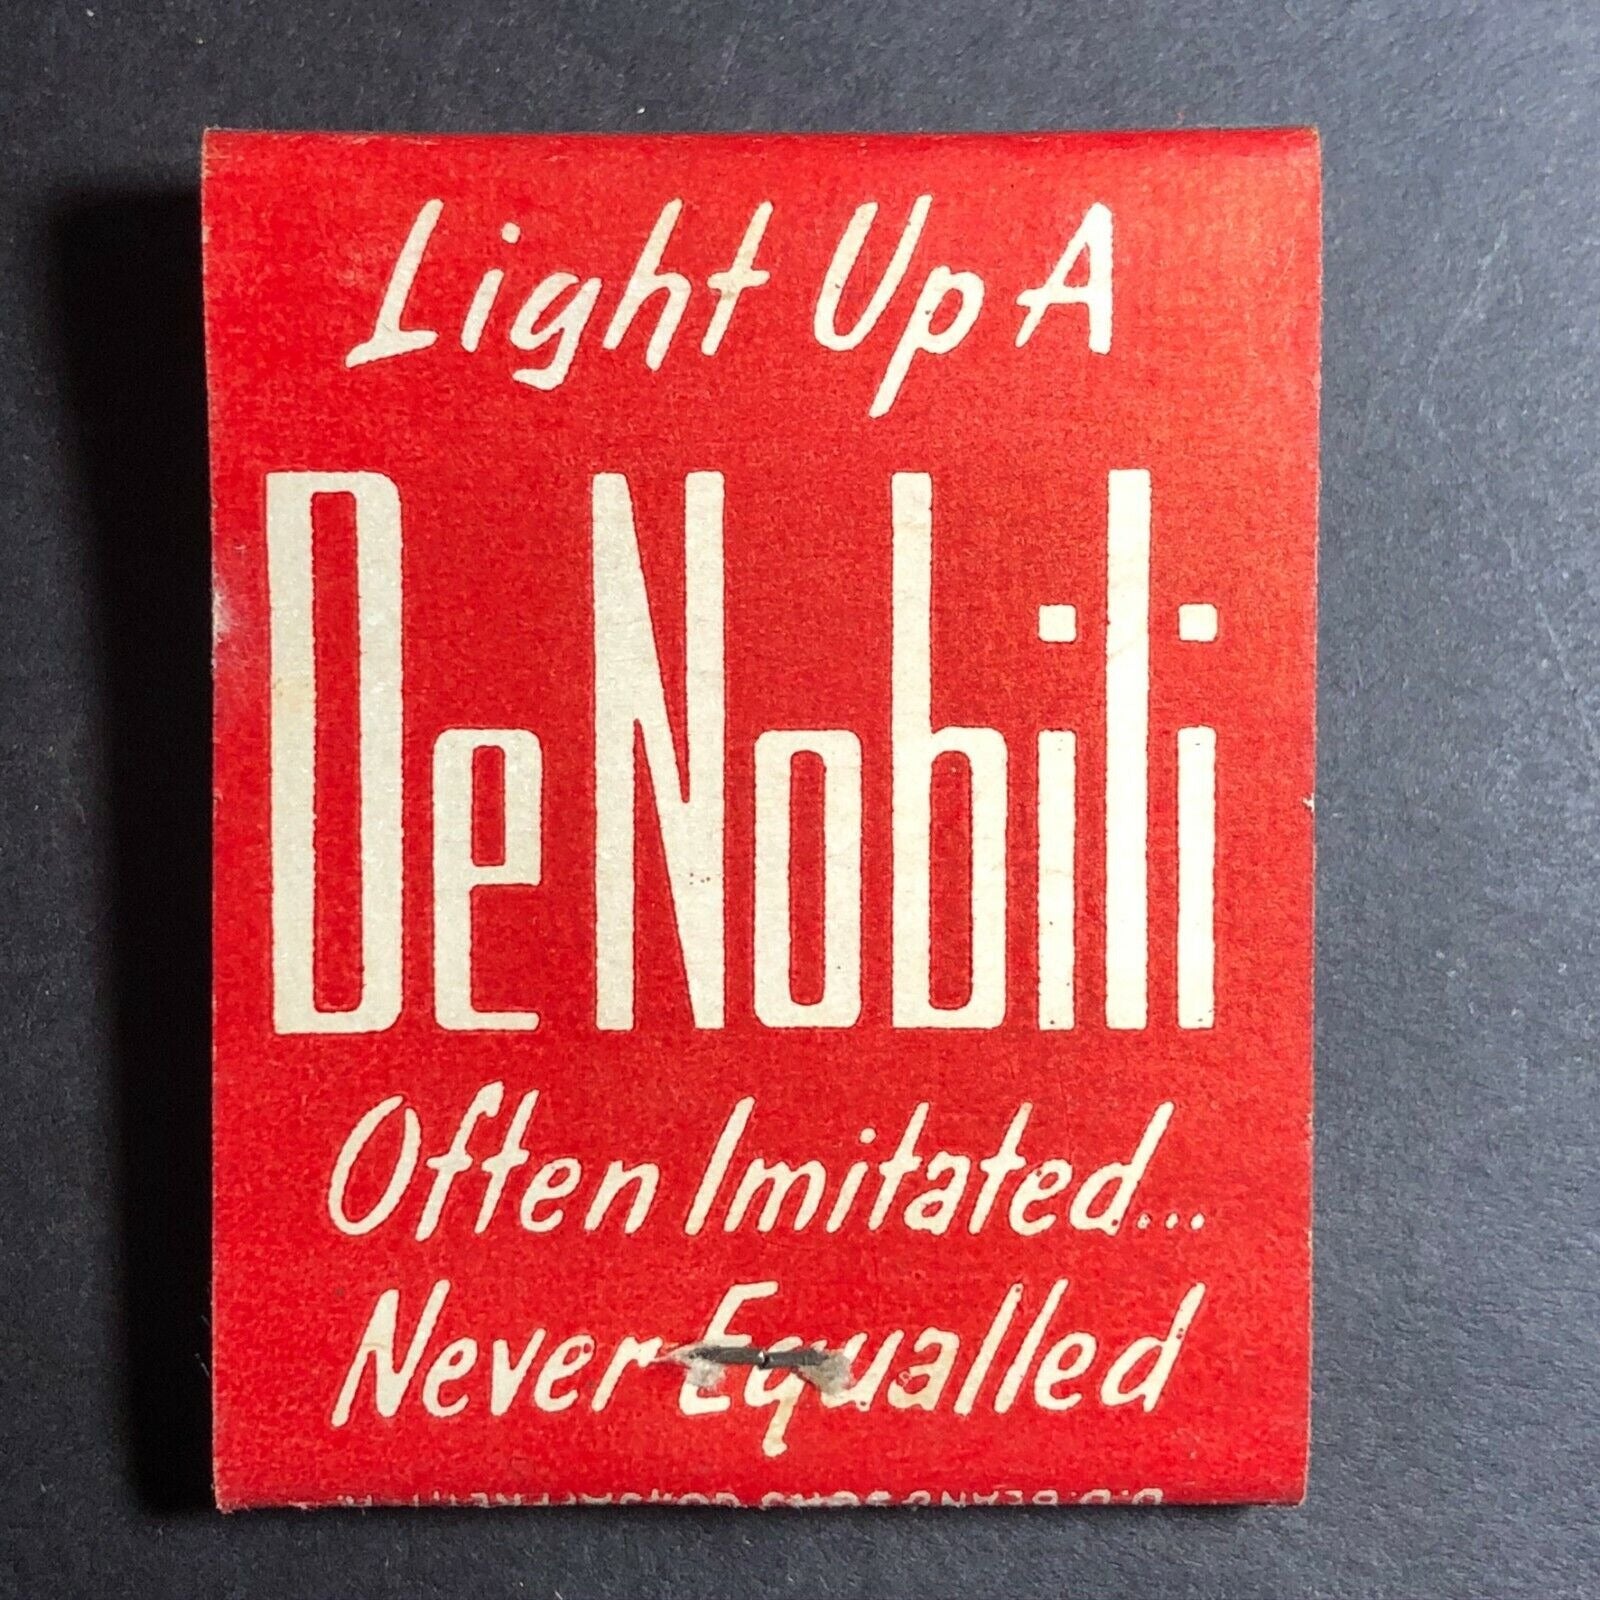 Light Up A
DeNobili
Often Imitated...
Never Equalled